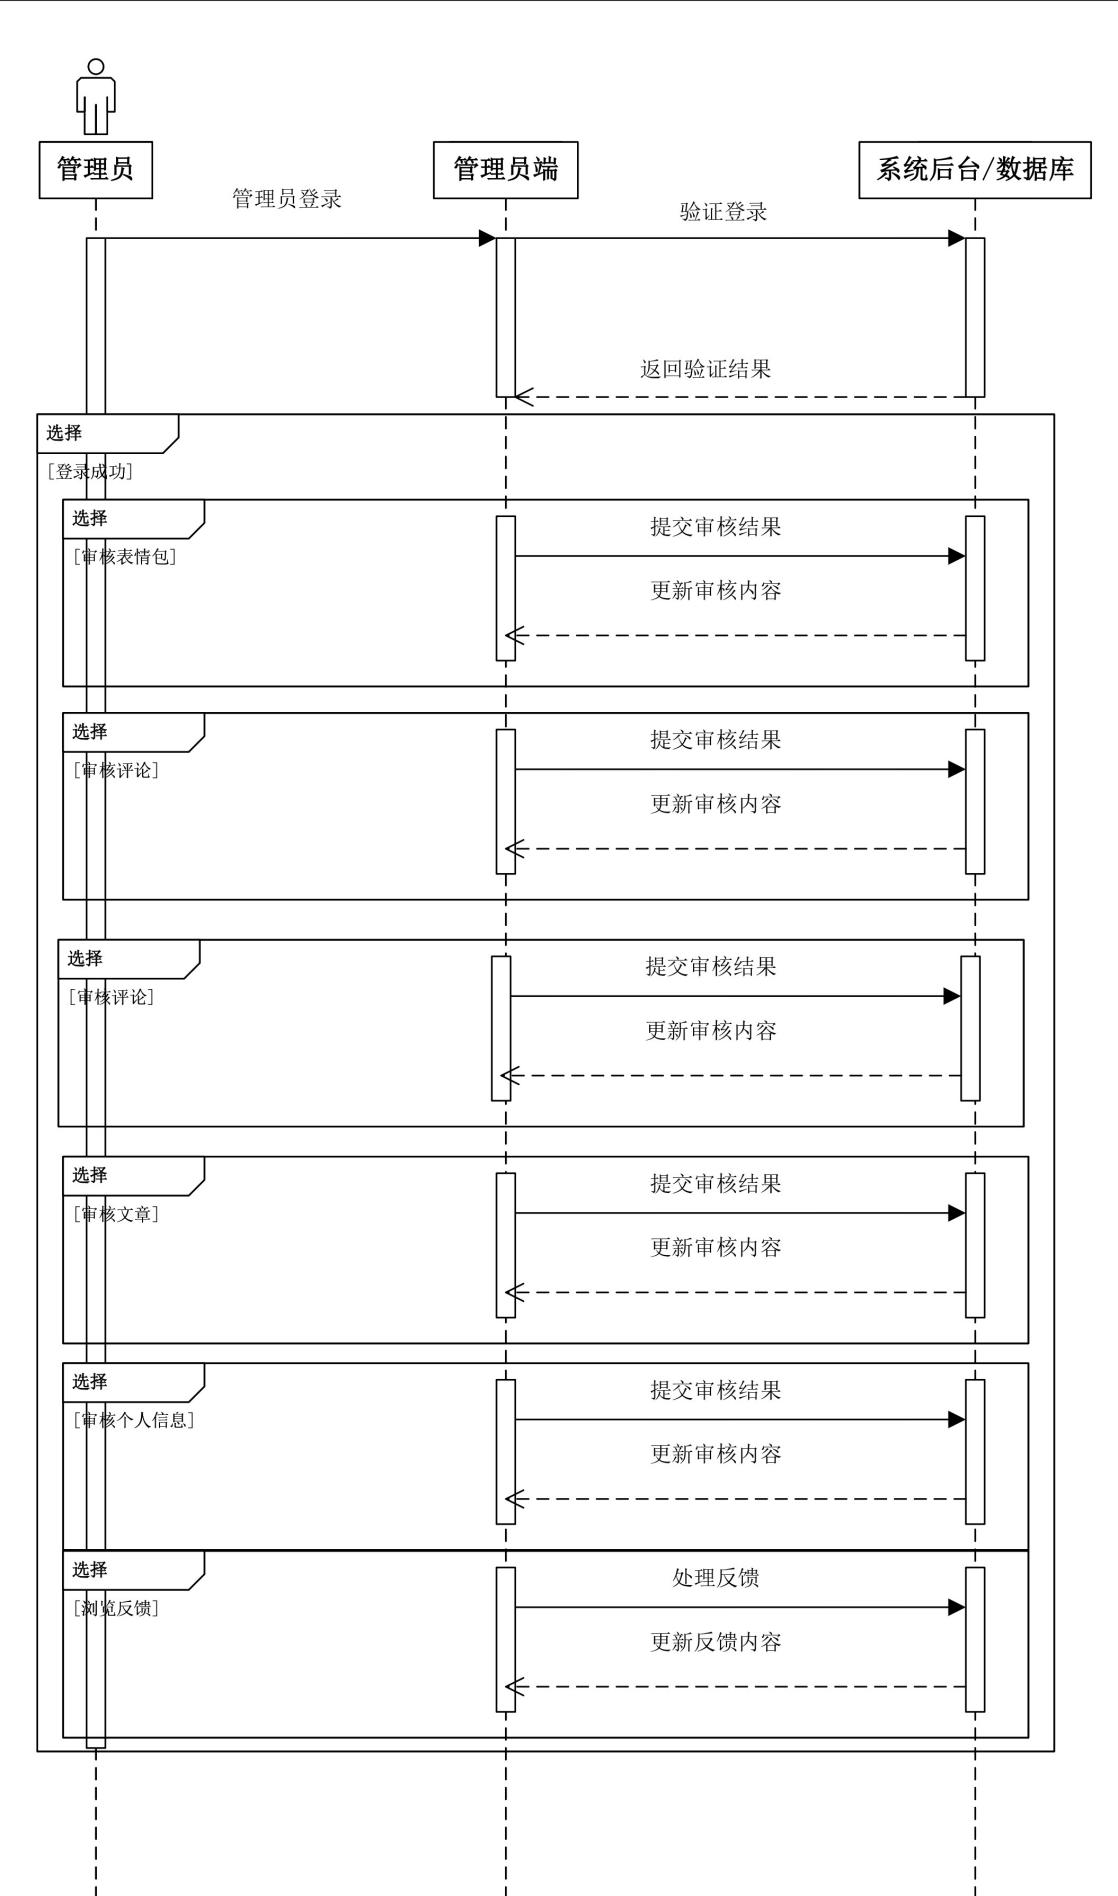 管理员
管理员端
系统后台/数据库
管理员登录
验证登录
返回验证结果
选择
[登录成功]
选择
[审核表情包]
提交审核结果
更新审核内容
选择
[审核评论]
提交审核结果
更新审核内容
选择
[审核评论]
提交审核结果
更新审核内容
选择
[审核文章]
提交审核结果
更新审核内容
选择
[审核个人信息]
提交审核结果
更新审核内容
选择
[浏览反馈]
处理反馈
更新反馈内容